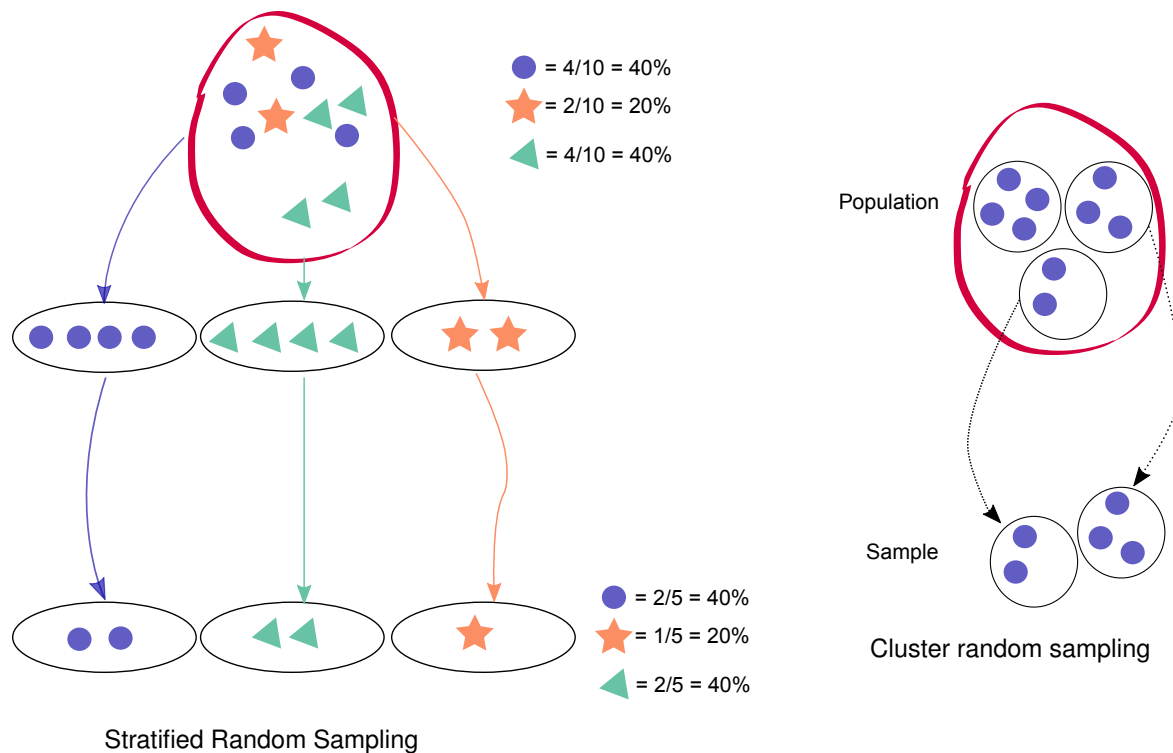 = 4/10 = 40%
= 2/10 = 20%
= 4/10 = 40%
= 2/5 = 40%
= 1/5 = 20%
= 2/5 = 40%
Stratified Random Sampling
Population
Sample
Cluster random sampling